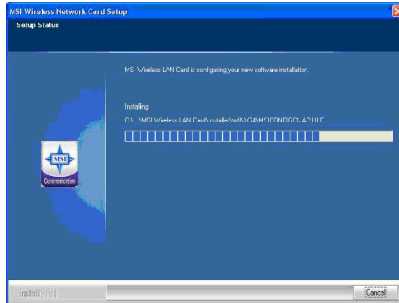 MSI Wireless Network Card Setup
Setup Status
MSI Wireless LAN Card is configuring your new software installation.
Installing
MSI
Communication
InstallShield
Cancel